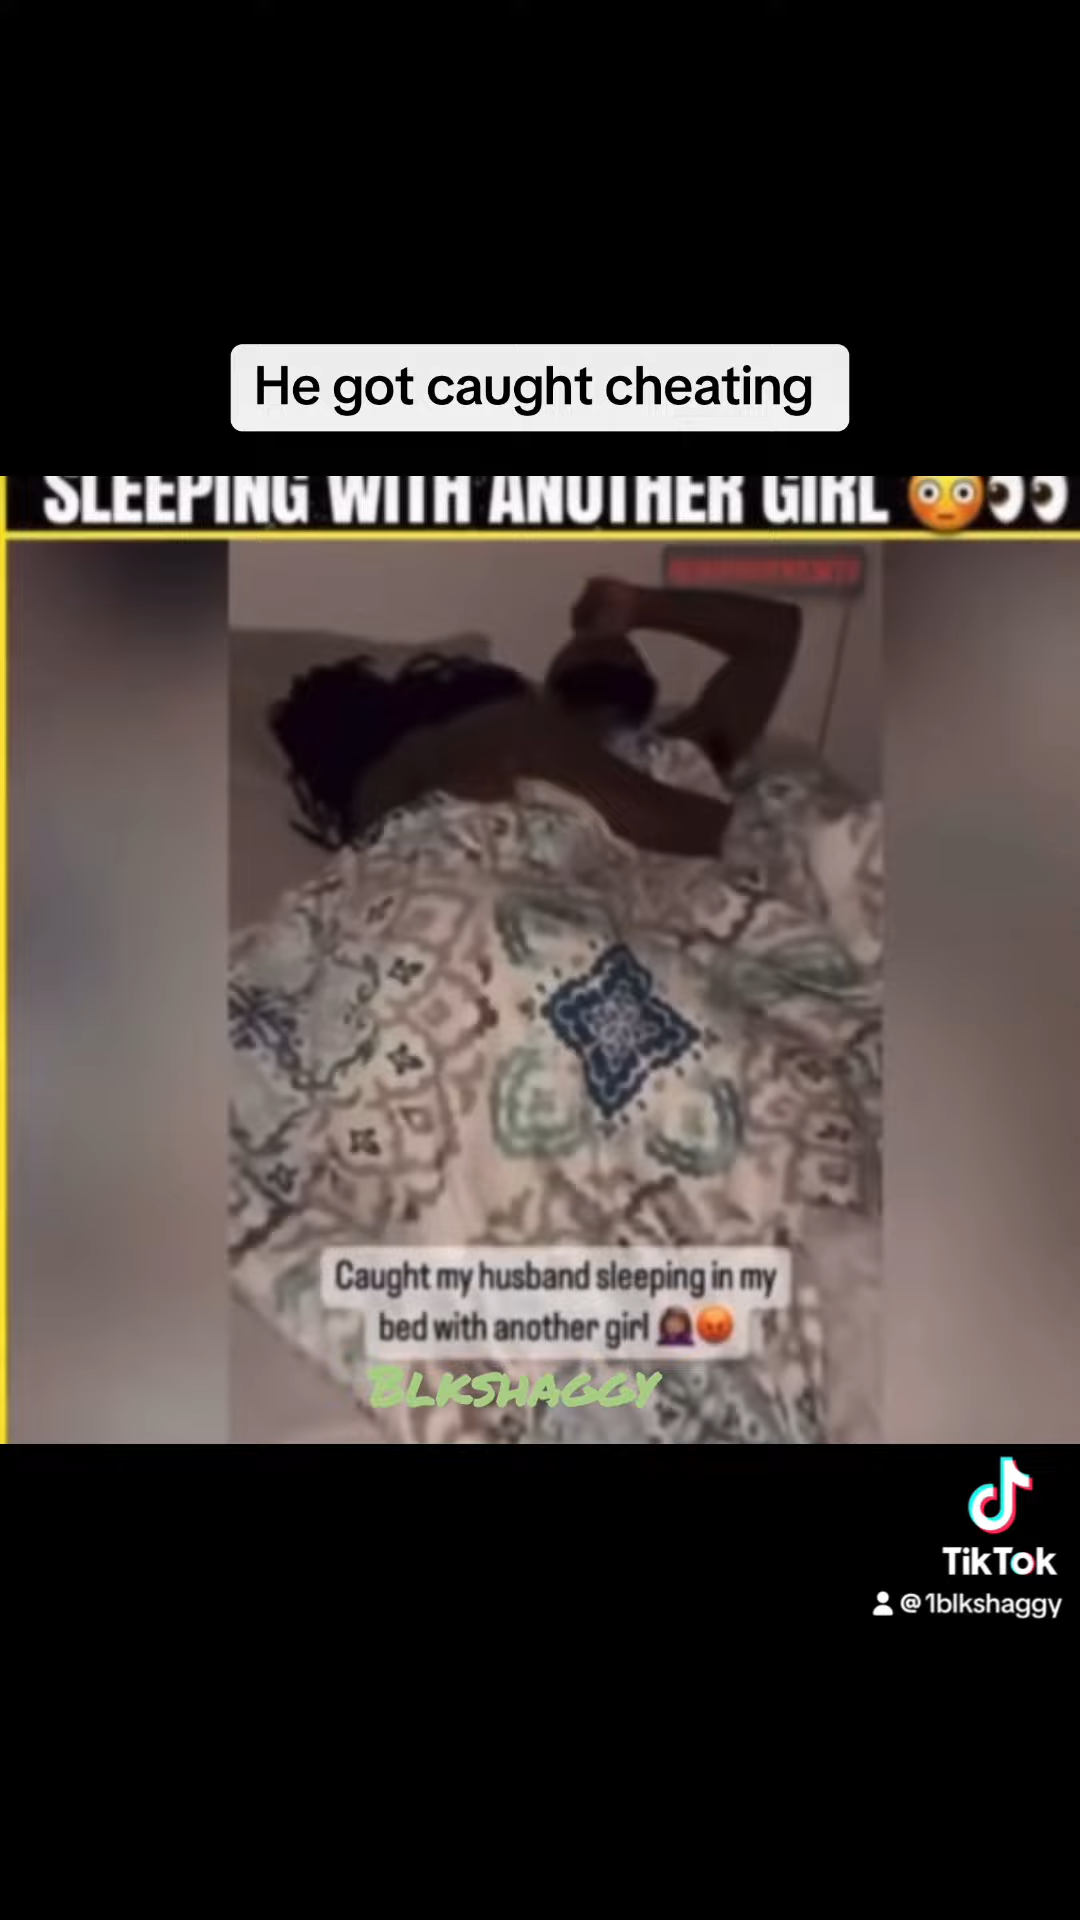 He got caught cheating
SLEEPING WITH ANOTHER GIRL 😳👀
Caught my husband sleeping in my
bed with another girl 🤦🏾‍♀️😡
BLKSHAGGY
TikTok
@1blkshaggy